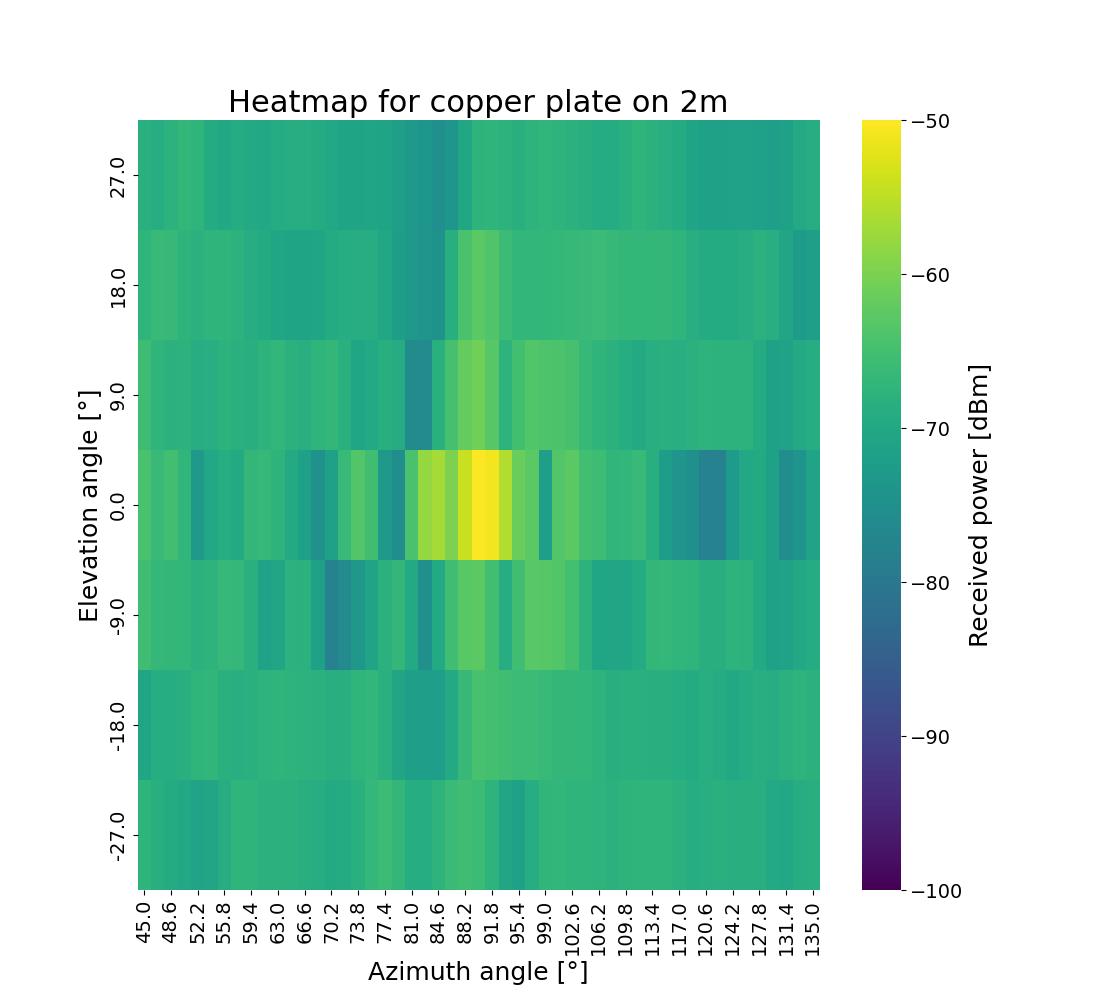 Heatmap for copper plate on 2m
Elevation angle [°]
27.0
18.0
9.0
0.0
-9.0
-18.0
-27.0
45.0 48.6 52.2 55.8 59.4 63.0 66.6 70.2 73.8 77.4 81.0 84.6 88.2 91.8 95.4 99.0 102.6 106.2 109.8 113.4 117.0 120.6 124.2 127.8 131.4 135.0
Azimuth angle [°]
−50
−60
−70
−80
−90
−100
Received power [dBm]